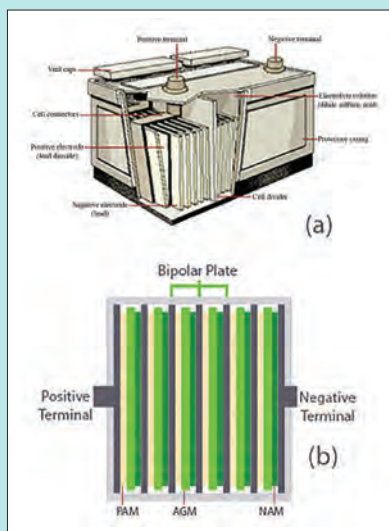 Positive terminal
Negative terminal
Vent caps
Electrolyte solution
(dilute sulfuric acid)
Cell connectors
Protective casing
Positive electrode
(lead dioxide)
Negative electrode
(lead)
Cell divider
(a)
Bipolar Plate
Positive
Terminal
Negative
Terminal
(b)
PAM
AGM
NAM